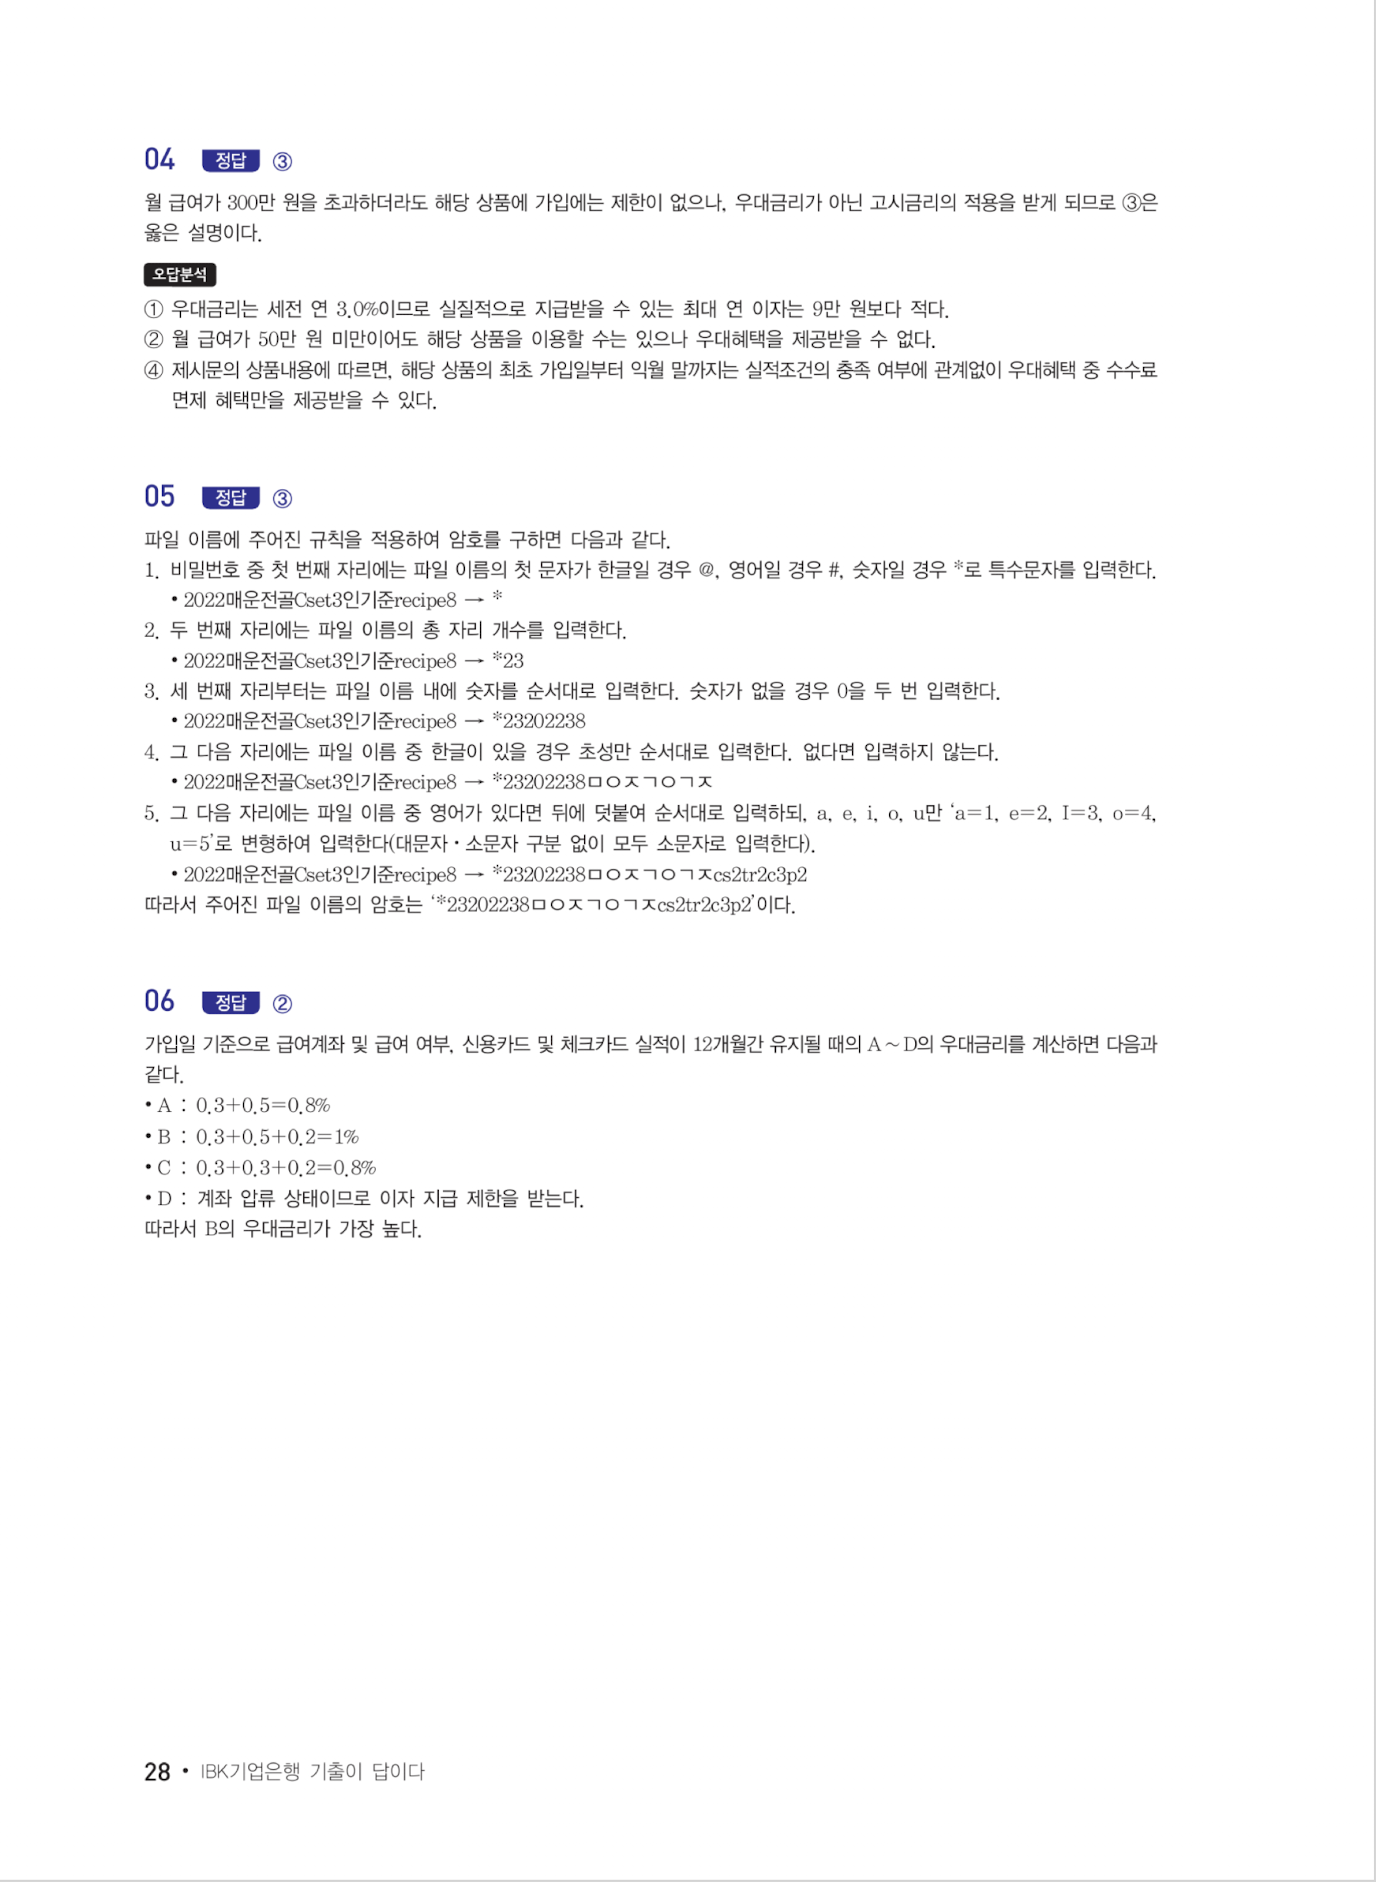 04 정답 ③
월 급여가 300만 원을 초과하더라도 해당 상품에 가입에는 제한이 없으나, 우대금리가 아닌 고시금리의 적용을 받게 되므로 ③은
옳은 설명이다.
오답분석
① 우대금리는 세전 연 3.0%이므로 실질적으로 지급받을 수 있는 최대 연 이자는 9만 원보다 적다.
② 월 급여가 50만 원 미만이어도 해당 상품을 이용할 수는 있으나 우대혜택을 제공받을 수 없다.
④ 제시문의 상품내용에 따르면, 해당 상품의 최초 가입일부터 익월 말까지는 실적조건의 충족 여부에 관계없이 우대혜택 중 수수료
면제 혜택만을 제공받을 수 있다.
05 정답 ③
파일 이름에 주어진 규칙을 적용하여 암호를 구하면 다음과 같다.
1. 비밀번호 중 첫 번째 자리에는 파일 이름의 첫 문자가 한글일 경우 @, 영어일 경우 #, 숫자일 경우 *로 특수문자를 입력한다.
• 2022매운전골Cset3인기준recipe8 → *
2. 두 번째 자리에는 파일 이름의 총 자리 개수를 입력한다.
• 2022매운전골Cset3인기준recipe8 → *23
3. 세 번째 자리부터는 파일 이름 내에 숫자를 순서대로 입력한다. 숫자가 없을 경우 0을 두 번 입력한다.
• 2022매운전골Cset3인기준recipe8 → *23202238
4. 그 다음 자리에는 파일 이름 중 한글이 있을 경우 초성만 순서대로 입력한다. 없다면 입력하지 않는다.
• 2022매운전골Cset3인기준recipe8 → *23202238ㅁㅇㅈㄱㅇㄱㅈ
5. 그 다음 자리에는 파일 이름 중 영어가 있다면 뒤에 덧붙여 순서대로 입력하되, a, e, i, o, u만 ‘a=1, e=2, I=3, o=4,
u=5’로 변형하여 입력한다(대문자・소문자 구분 없이 모두 소문자로 입력한다).
• 2022매운전골Cset3인기준recipe8 → *23202238ㅁㅇㅈㄱㅇㄱㅈcs2tr2c3p2
따라서 주어진 파일 이름의 암호는 ‘*23202238ㅁㅇㅈㄱㅇㄱㅈcs2tr2c3p2’이다.
06 정답 ②
가입일 기준으로 급여계좌 및 급여 여부, 신용카드 및 체크카드 실적이 12개월간 유지될 때의 A～D의 우대금리를 계산하면 다음과
같다.
• A : 0.3+0.5=0.8%
• B : 0.3+0.5+0.2=1%
• C : 0.3+0.3+0.2=0.8%
• D : 계좌 압류 상태이므로 이자 지급 제한을 받는다.
따라서 B의 우대금리가 가장 높다.
28 • IBK기업은행 기출이 답이다